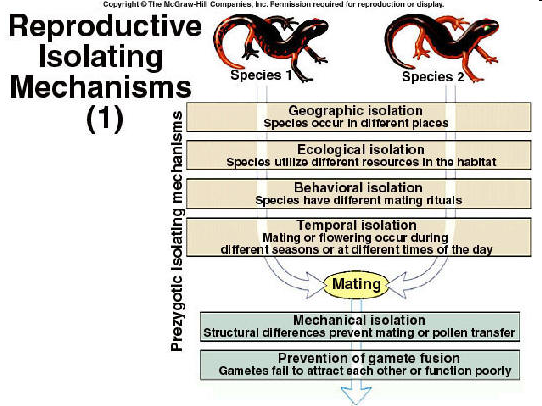 Copyright © The McGraw-Hill Companies, Inc. Permission required for reproduction or display.
Reproductive
Isolating
Mechanisms
(1)
Species 1
Species 2
Prezygotic isolating mechanisms
Geographic isolation
Species occur in different places
Ecological isolation
Species utilize different resources in the habitat
Behavioral isolation
Species have different mating rituals
Temporal isolation
Mating or flowering occur during
different seasons or at different times of the day
Mating
Mechanical isolation
Structural differences prevent mating or pollen transfer
Prevention of gamete fusion
Gametes fail to attract each other or function poorly